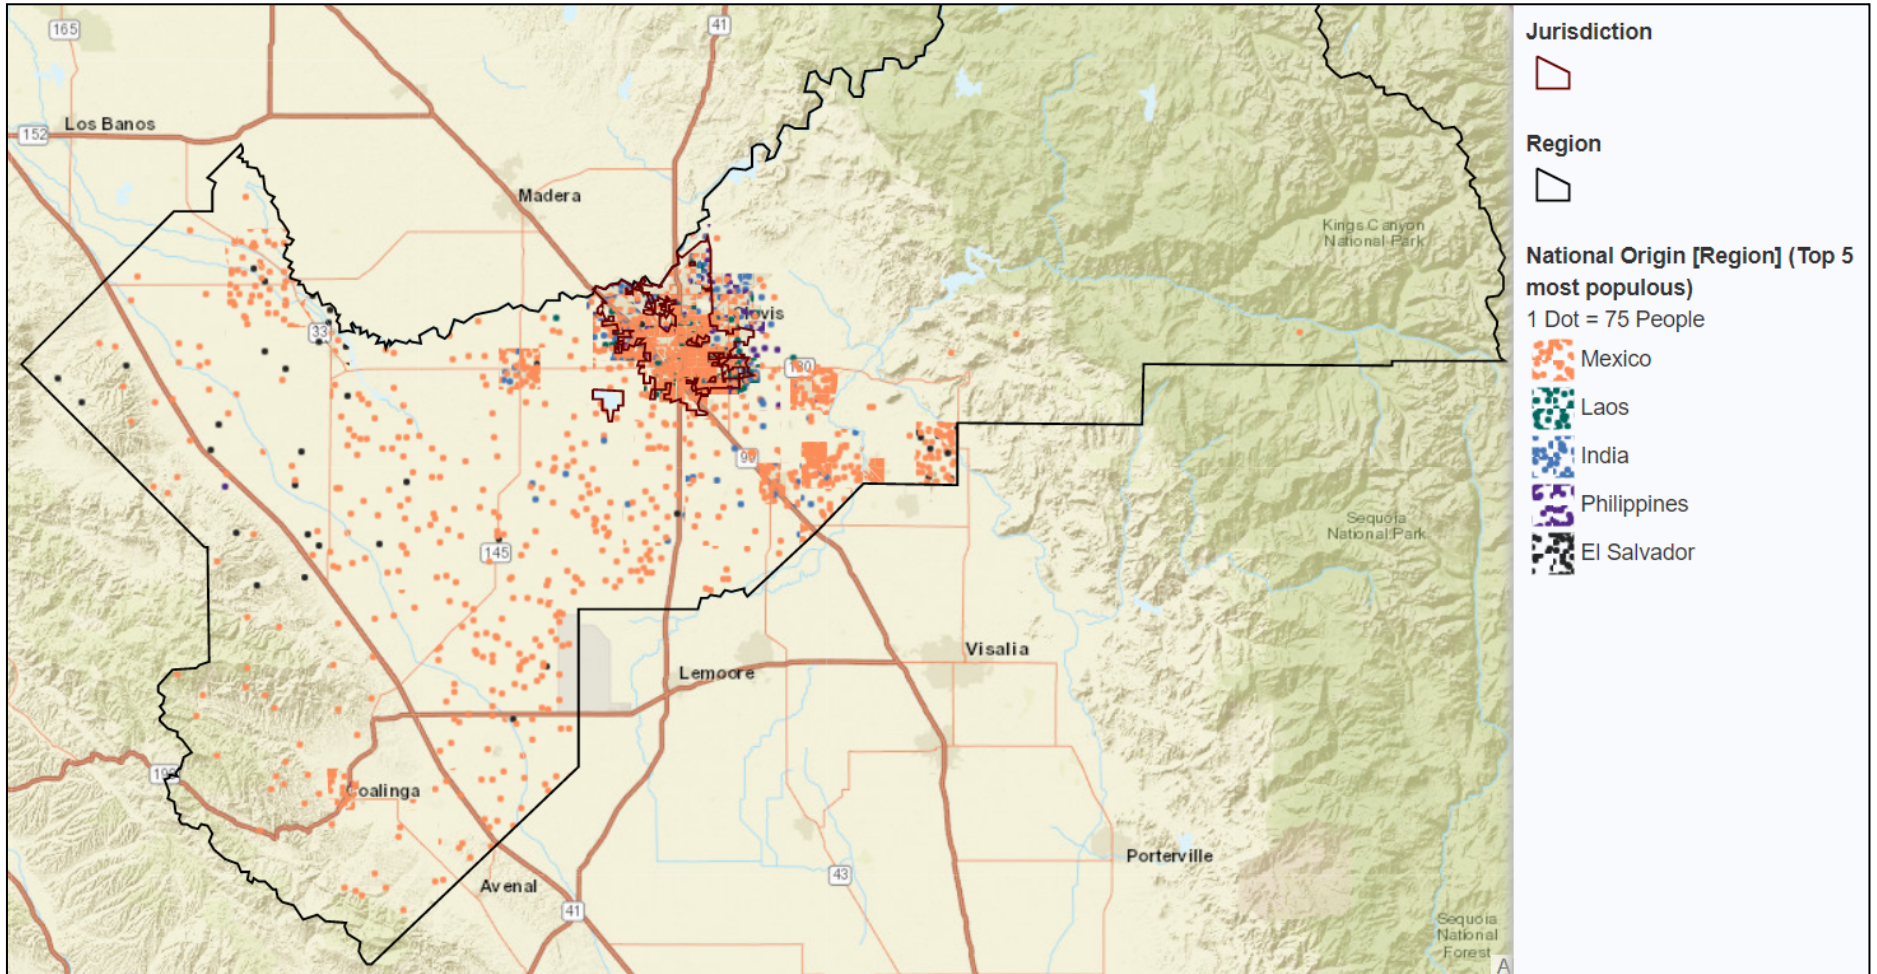 165
41
Los Banos
152
Madera
Kings Canyon
National Park
33
180
99
Sequoia
National Park
145
Visalia
Lemoore
Coalinga
Porterville
43
Avenal
41
Sequoia
National
Forest
A
Jurisdiction
Region
National Origin [Region] (Top 5
most populous)
1 Dot = 75 People
Mexico
Laos
India
Philippines
El Salvador